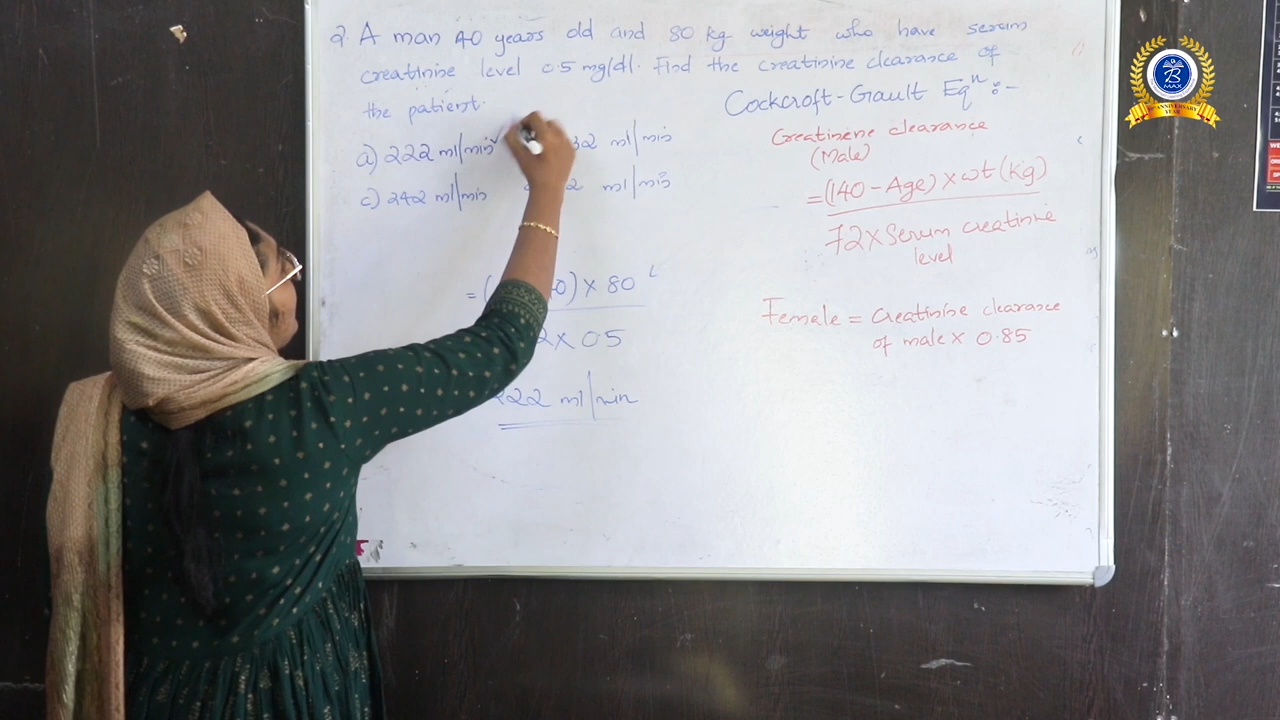 Q. A man 40 years old and 80 kg weight who have serum
creatinine level 0.5 mg/dl. Find the creatinine clearance of
the patient.
a) 222 ml/min ml/min
c) 242 ml/min ml/min
) × 80
× 0.5
222 ml/min
Cockcroft-Gault Eqⁿ :-
Creatinene clearance
(Male)
= (140 - Age) × wt (kg)
72 × Serum creatinine
level
Female = Creatinine clearance
of male × 0.85
B
MAX
ANNIVERSARY
YEAR